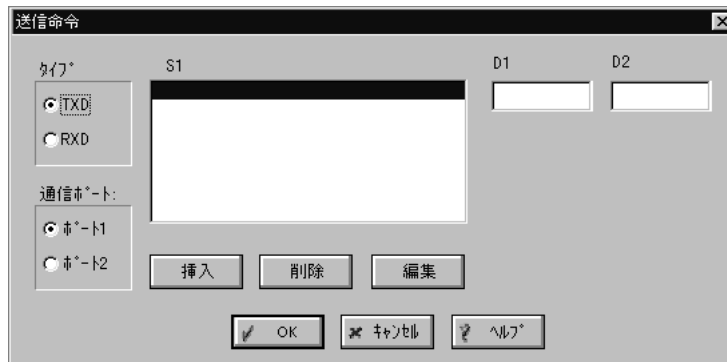 送信命令
ﾀｲﾌﾟ S1 D1 D2
TXD
RXD
通信ﾎﾟｰﾄ:
ﾎﾟｰﾄ1
ﾎﾟｰﾄ2
挿入 削除 編集
OK ｷｬﾝｾﾙ ﾍﾙﾌﾟ